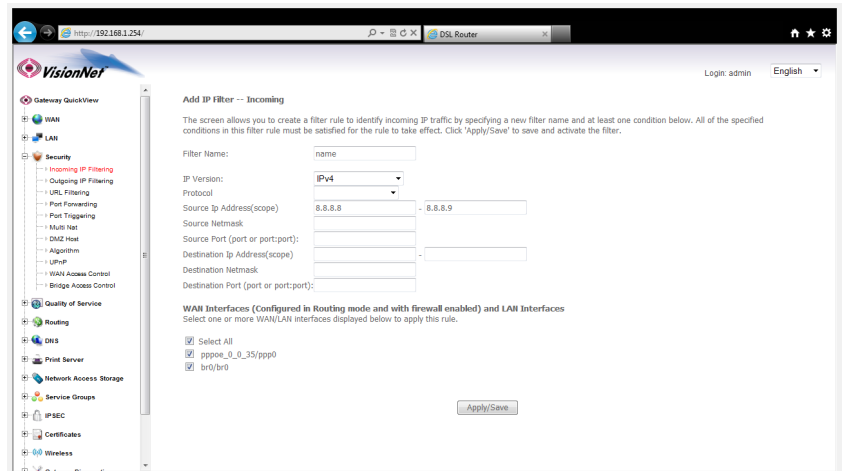 http://192.168.1.254/
DSL Router
VisionNet
Login: admin
English
Gateway QuickView
WAN
LAN
Security
Incoming IP Filtering
Outgoing IP Filtering
URL Filtering
Port Forwarding
Port Triggering
Multi Nat
DMZ Host
Algorithm
UPnP
WAN Access Control
Bridge Access Control
Quality of Service
Routing
DNS
Print Server
Network Access Storage
Service Groups
IPSEC
Certificates
Wireless
Add IP Filter -- Incoming
The screen allows you to create a filter rule to identify incoming IP traffic by specifying a new filter name and at least one condition below. All of the specified
conditions in this filter rule must be satisfied for the rule to take effect. Click 'Apply/Save' to save and activate the filter.
Filter Name: name
IP Version: IPv4
Protocol
Source Ip Address(scope) 8.8.8.8 - 8.8.8.9
Source Netmask
Source Port (port or port:port):
Destination Ip Address(scope) -
Destination Netmask
Destination Port (port or port:port):
WAN Interfaces (Configured in Routing mode and with firewall enabled) and LAN Interfaces
Select one or more WAN/LAN interfaces displayed below to apply this rule.
Select All
pppoe_0_0_35/ppp0
br0/br0
Apply/Save